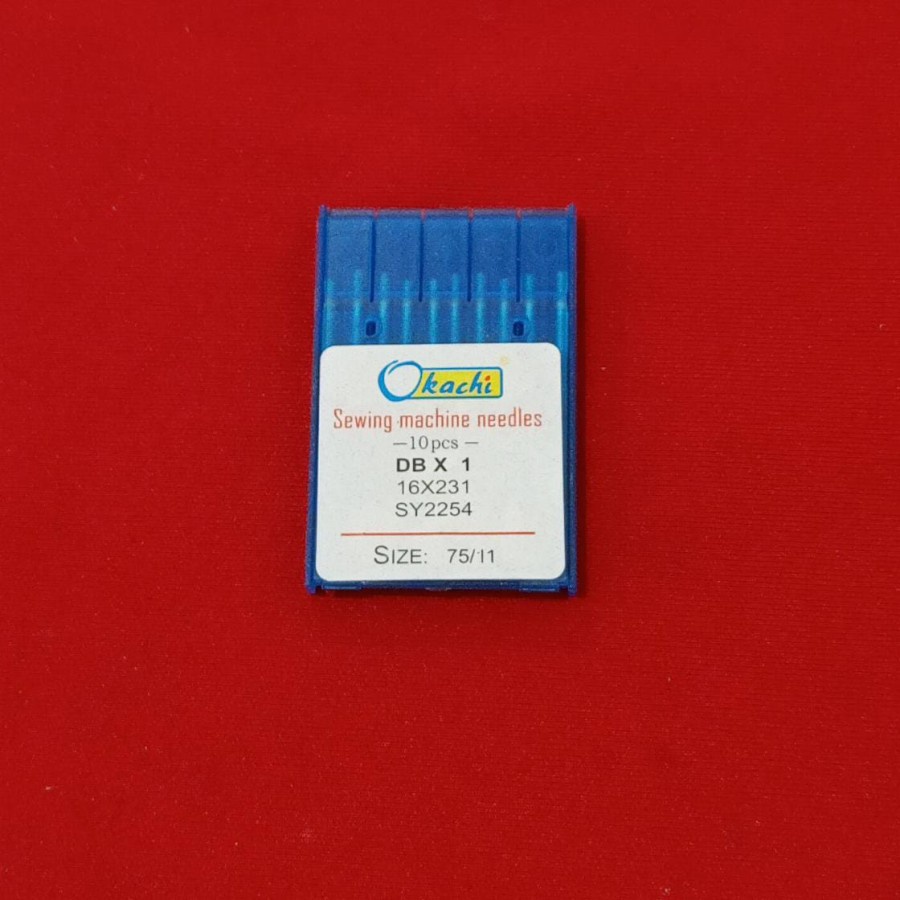 Okachi
Sewing machine needles
—10pcs—
DB X 1
16X231
SY2254
SIZE: 75/11